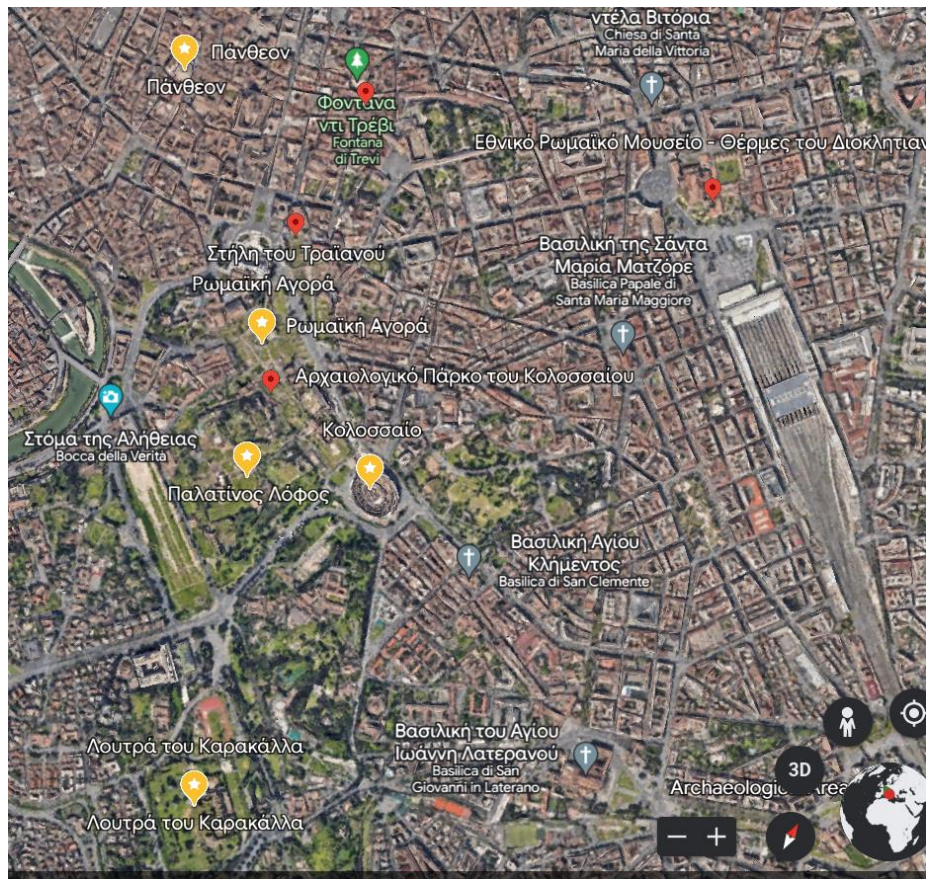 ντέλα Βιτόρια
Chiesa di Santa
Maria della Vittoria
Πάνθεον
Πάνθεον
Φοντάνα
ντι Τρέβι
Fontana
di Trevi
Εθνικό Ρωμαϊκό Μουσείο - Θέρμες του Διοκλητιαν
Στήλη του Τραϊανού
Βασιλική της Σάντα
Μαρία Ματζόρε
Basilica Papale di
Santa Maria Maggiore
Ρωμαϊκή Αγορά
Ρωμαϊκή Αγορά
Αρχαιολογικό Πάρκο του Κολοσσαίου
Στόμα της Αλήθειας
Bocca della Verità
Κολοσσαίο
Παλατίνος Λόφος
Βασιλική Αγίου
Κλήμεντος
Basilica di San Clemente
Βασιλική του Αγίου
Ιωάννη Λατερανού
Basilica di San
Giovanni in Laterano
Λουτρά του Καρακάλλα
Λουτρά του Καρακάλλα
3D
Archaeological Area